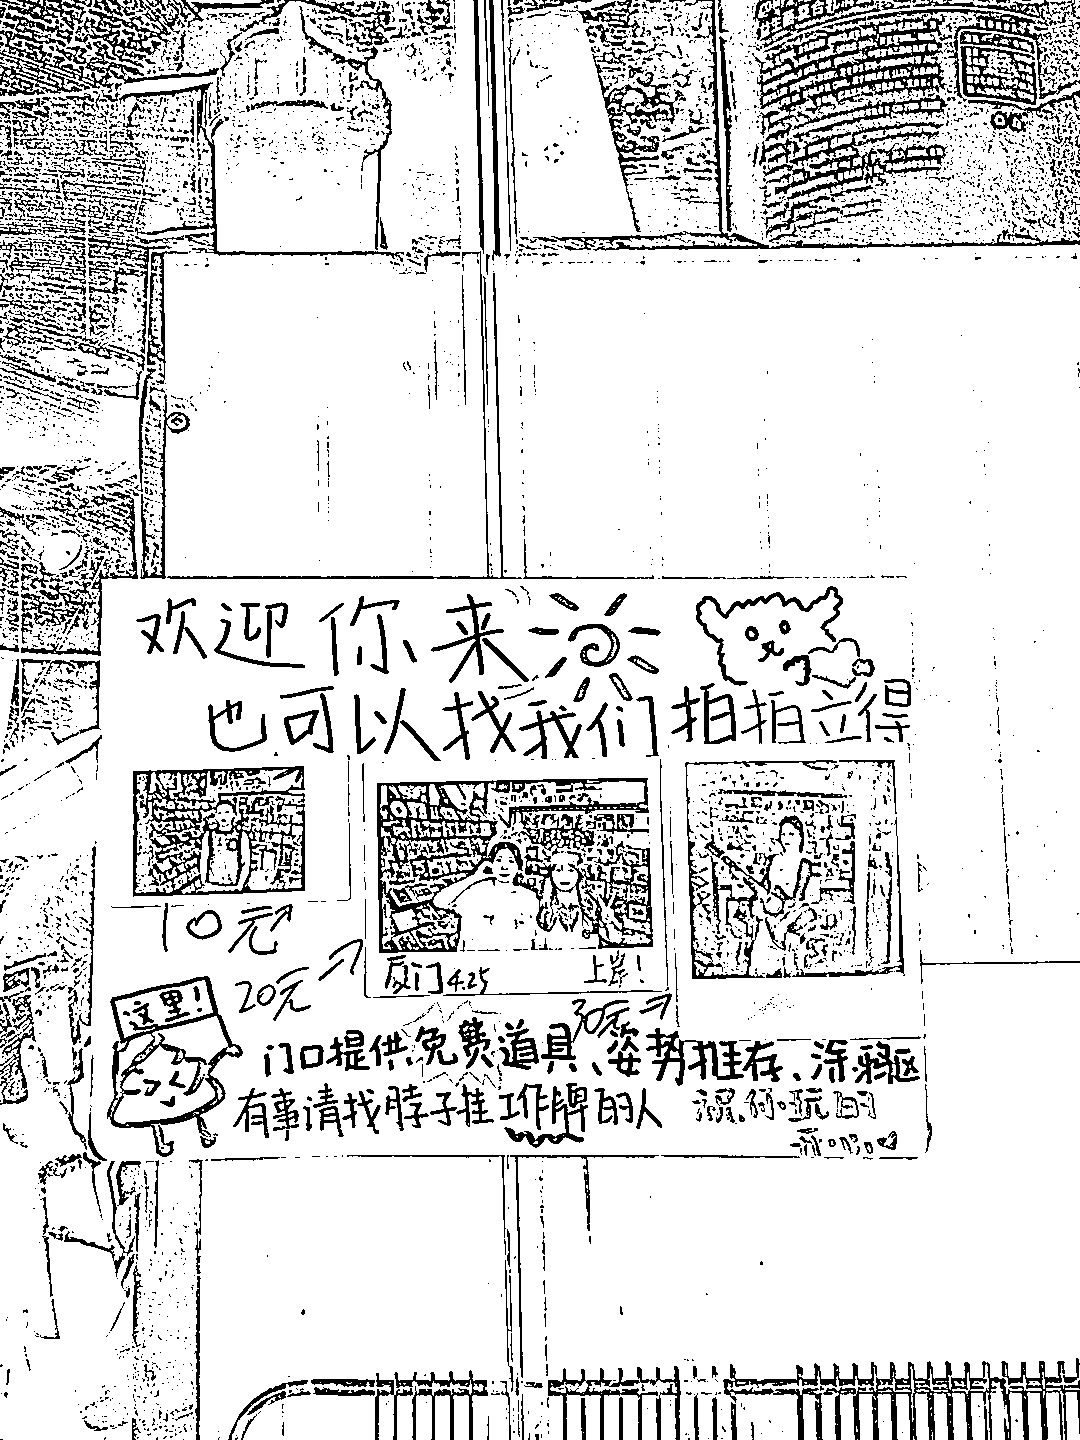 欢迎你来
也可以找我们拍拍立得
10元
20元
厦门4.25 上岸!
30元
这里!
门口提供免费道具、姿势推存、涂鸦区
有事请找脖子挂工作牌的人 祝你玩的
开心